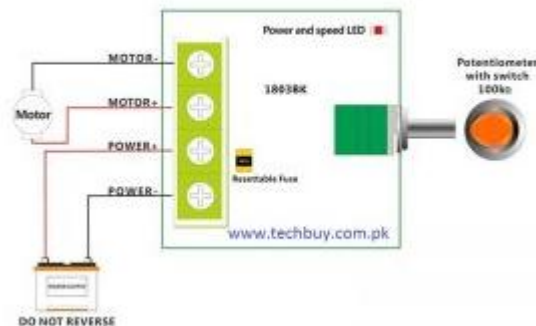 Power and speed LED
MOTOR-
1803BK
Potentiometer
with switch
100kΩ
MOTOR+
Motor
POWER+
Resettable Fuse
POWER-
www.techbuy.com.pk
DO NOT REVERSE